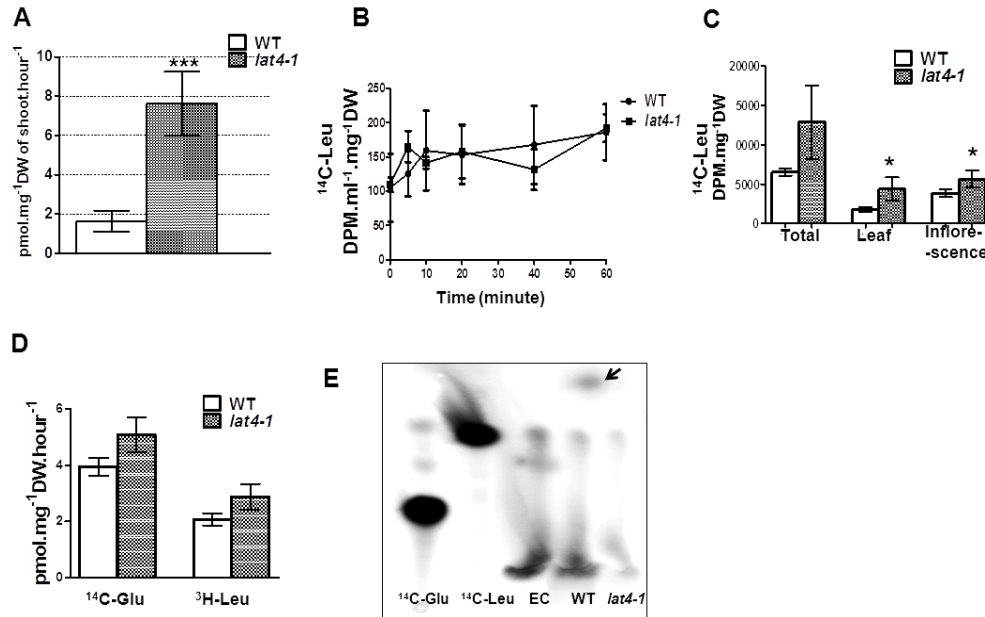 A
WT
lat4-1
***
10
8
6
4
2
0
pmol.mg⁻¹DW of shoot.hour⁻¹
B
250
200
150
100
50
0
¹⁴C-Leu
DPM.ml⁻¹.mg⁻¹DW
0 10 20 30 40 50 60
Time (minute)
WT
lat4-1
C
WT
lat4-1
20000
5000
0000
5000
0
¹⁴C-Leu
DPM.mg⁻¹DW
* *
Total Leaf Inflore-
-scence
D
WT
lat4-1
6
4
2
0
pmol.mg⁻¹DW.hour⁻¹
¹⁴C-Glu ³H-Leu
E
¹⁴C-Glu ¹⁴C-Leu EC WT lat4-1